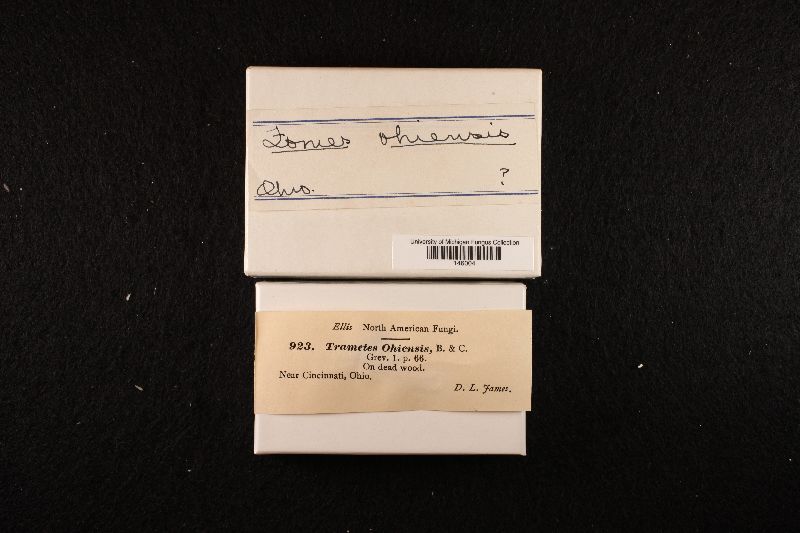 Fomes ohiensis
Ohio. ?
University of Michigan Fungus Collection
146004
Ellis North American Fungi.
923. Trametes Ohiensis, B. & C.
Grev. 1. p. 66.
On dead wood.
Near Cincinnati, Ohio.
D. L. James.